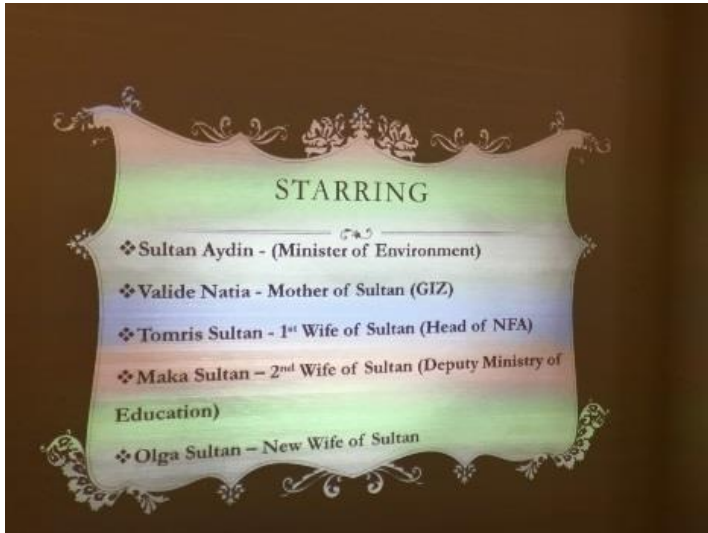 STARRING
❖Sultan Aydin - (Minister of Environment)
❖Valide Natia - Mother of Sultan (GIZ)
❖Tomris Sultan - 1st Wife of Sultan (Head of NFA)
❖Maka Sultan – 2nd Wife of Sultan (Deputy Ministry of
Education)
❖Olga Sultan – New Wife of Sultan